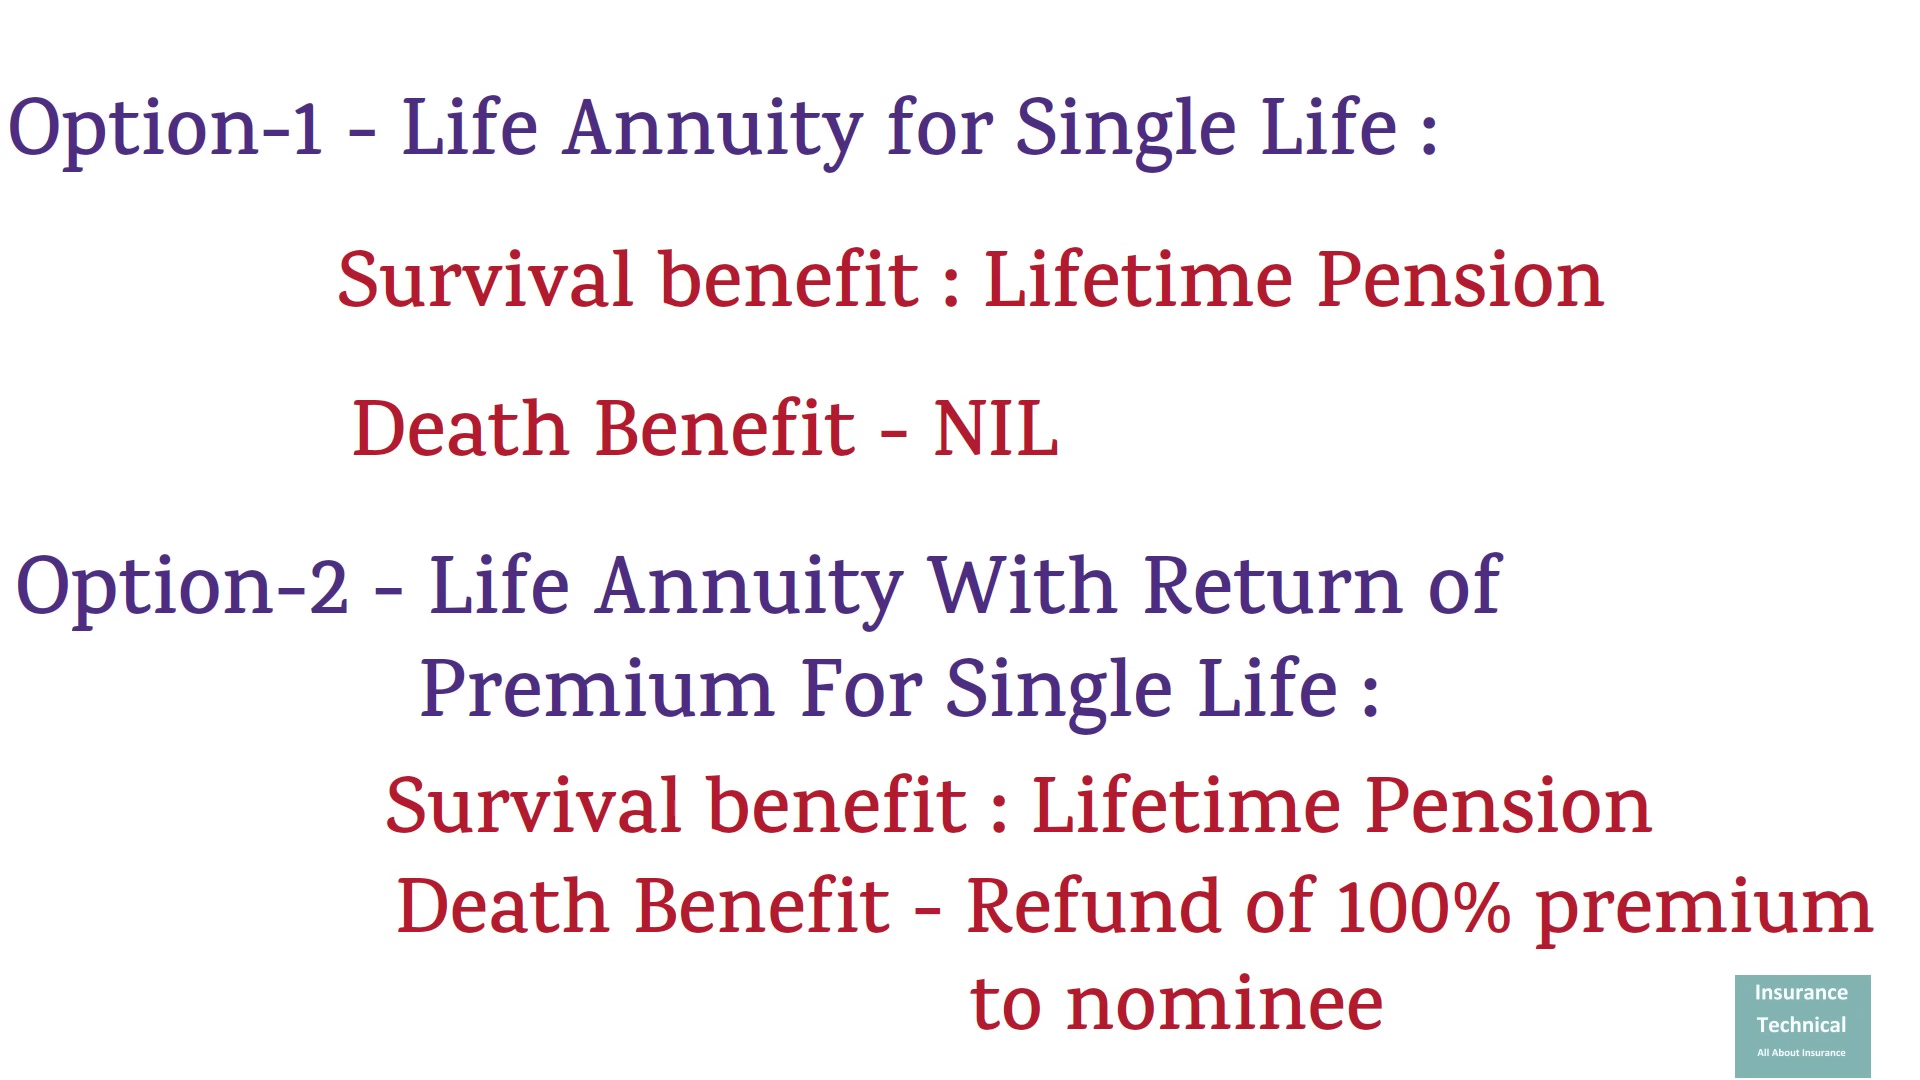 Option-1 - Life Annuity for Single Life :
Survival benefit : Lifetime Pension
Death Benefit - NIL
Option-2 - Life Annuity With Return of
Premium For Single Life :
Survival benefit : Lifetime Pension
Death Benefit - Refund of 100% premium
to nominee
Insurance
Technical
All About Insurance